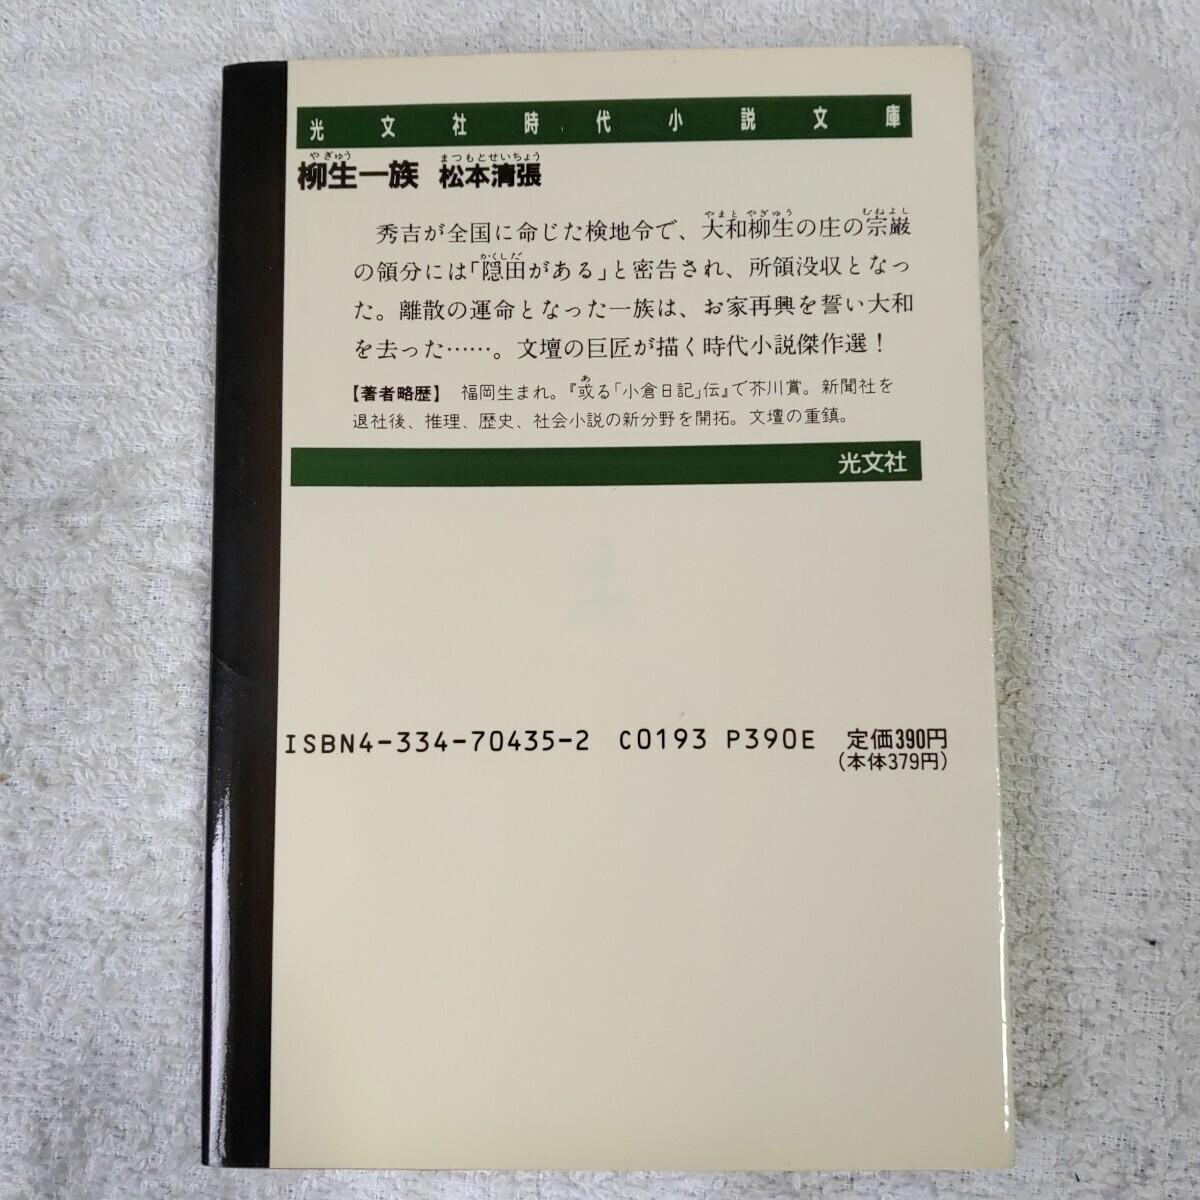 光文社時代小説文庫
やぎゅう まつもとせいちょう
柳生一族 松本清張
やまと やぎゅう むねよし
秀吉が全国に命じた検地令で、大和柳生の庄の宗厳
かくしだ
の領分には「隠田がある」と密告され、所領没収となっ
た。離散の運命となった一族は、お家再興を誓い大和
を去った……。文壇の巨匠が描く時代小説傑作選！
あ
【著者略歴】 福岡生まれ。『或る「小倉日記」伝』で芥川賞。新聞社を
退社後、推理、歴史、社会小説の新分野を開拓。文壇の重鎮。
光文社
ISBN4-334-70435-2 C0193 P390E 定価390円
(本体379円)